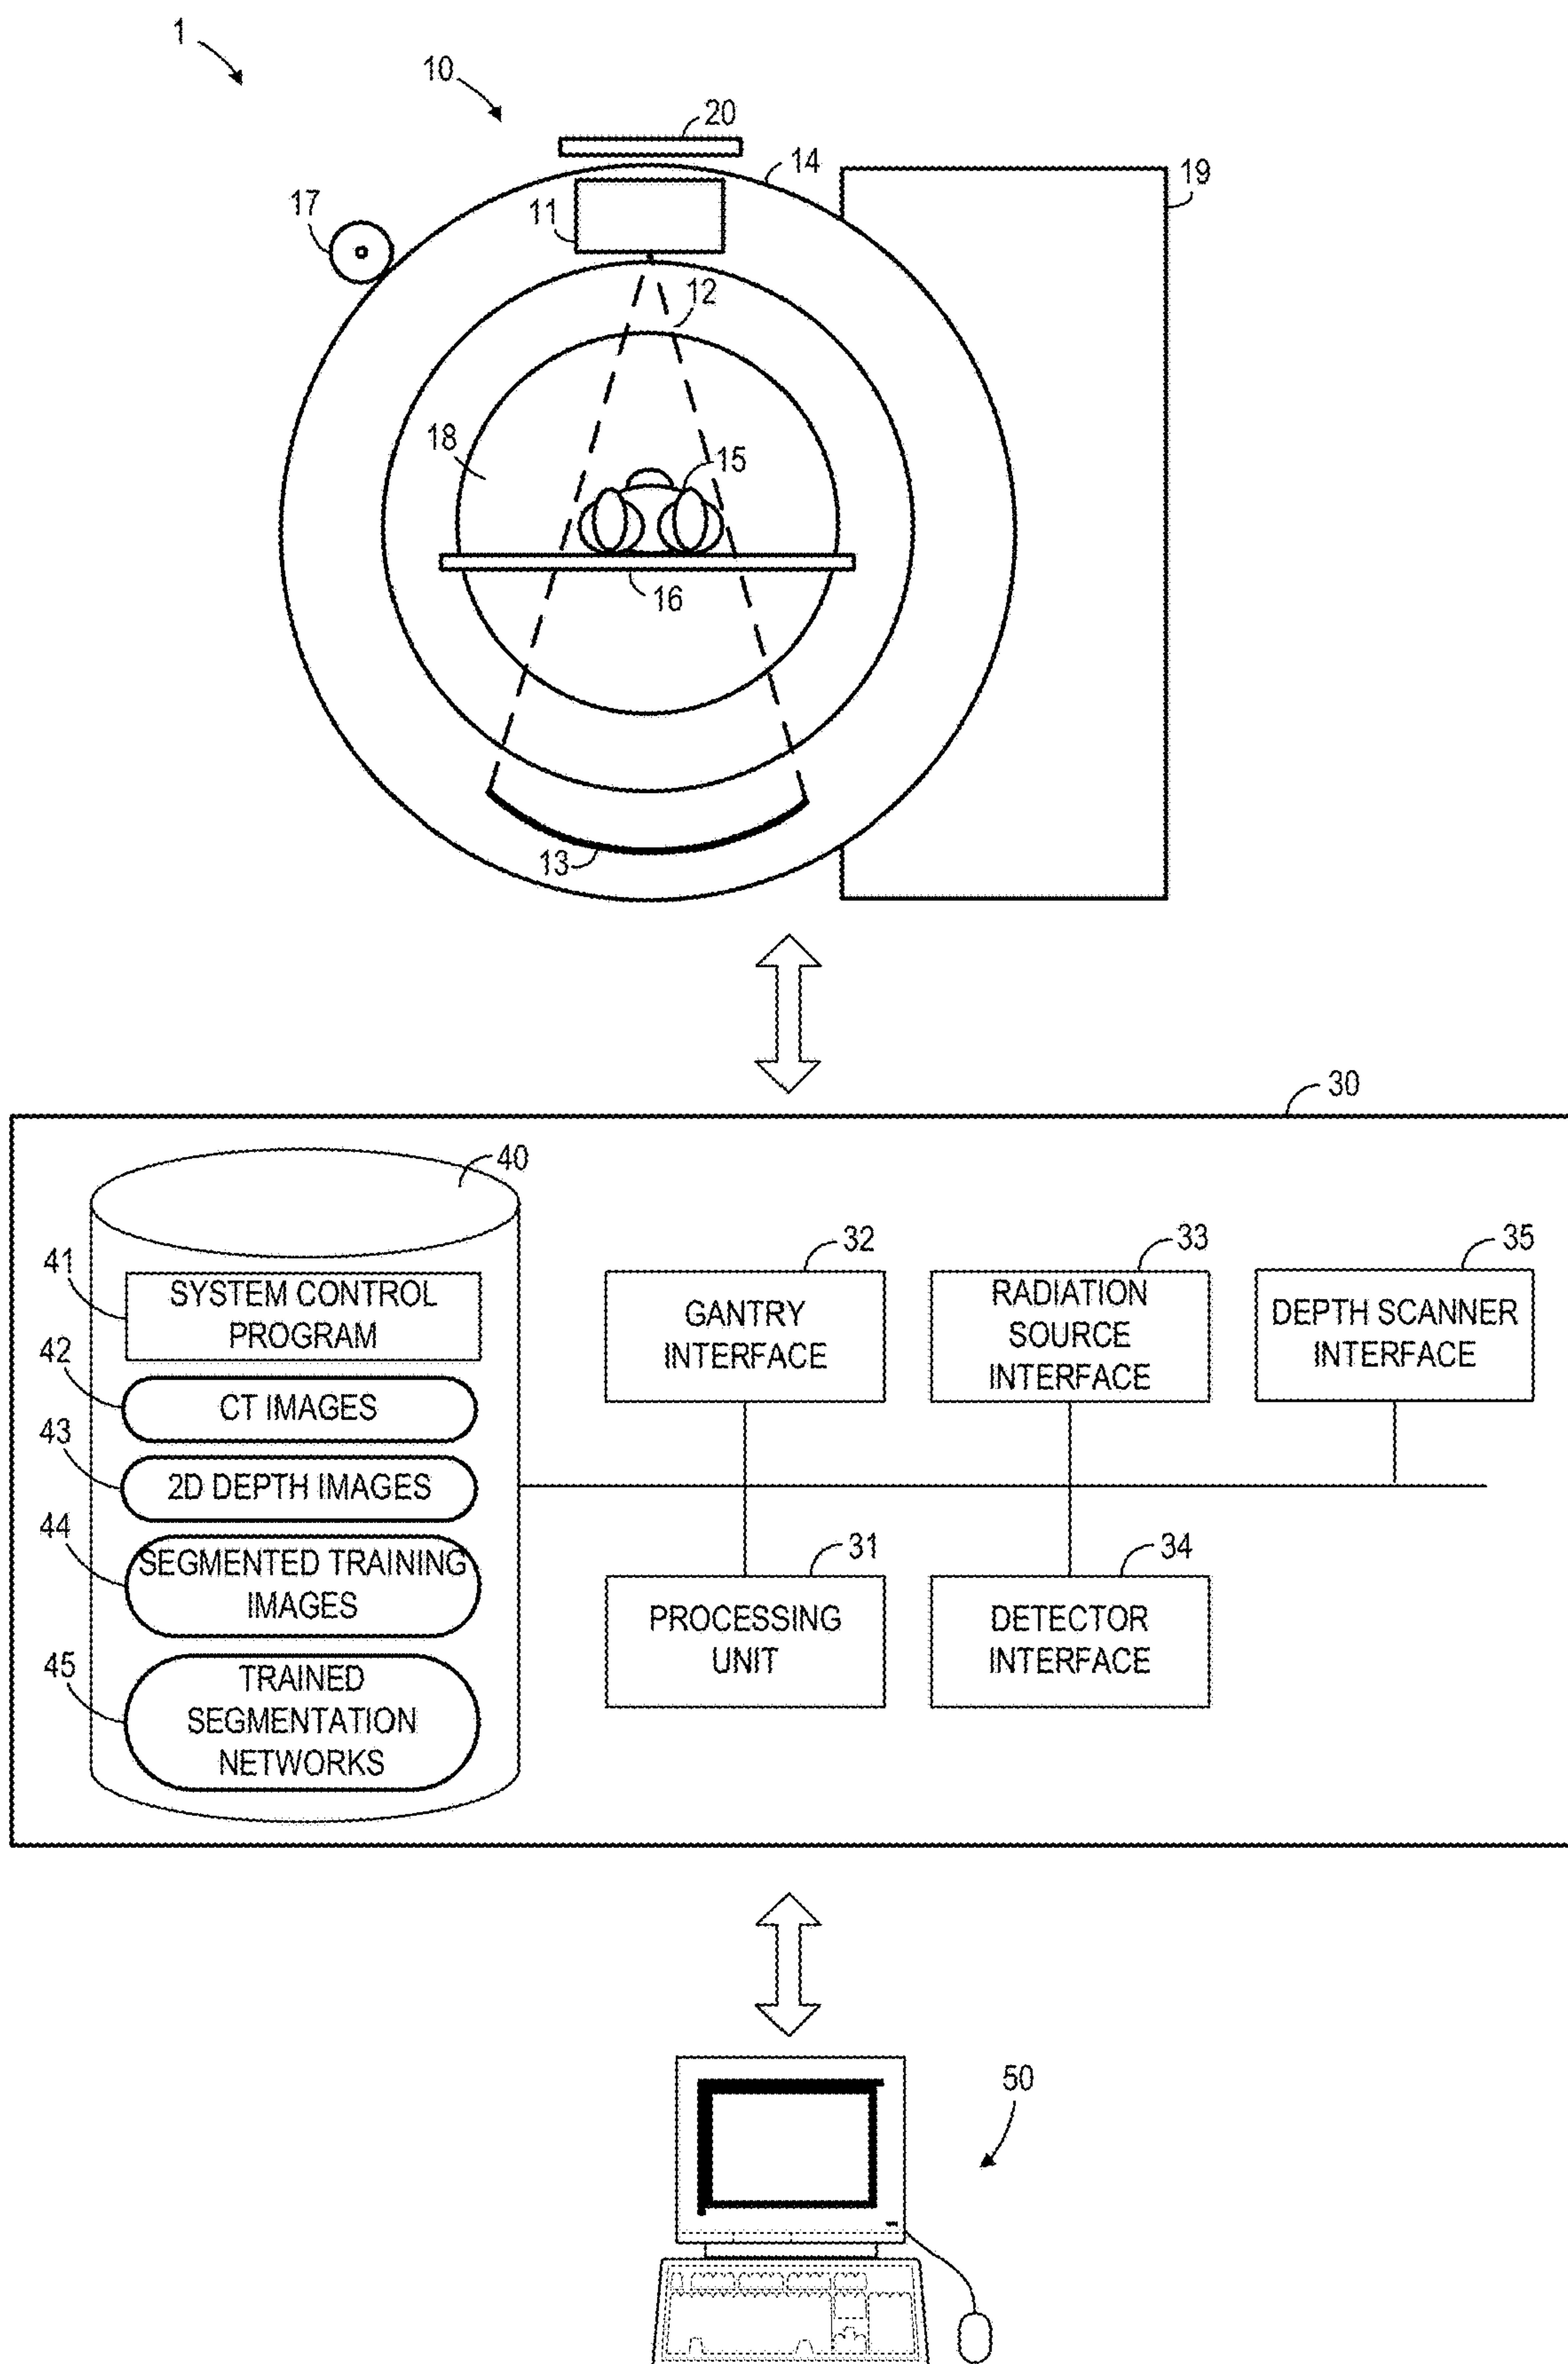 1
10
20
14
19
17
11
12
18
15
16
13
30
40
41
SYSTEM CONTROL
PROGRAM
42
CT IMAGES
43
2D DEPTH IMAGES
44
SEGMENTED TRAINING
IMAGES
45
TRAINED
SEGMENTATION
NETWORKS
32
GANTRY
INTERFACE
33
RADIATION
SOURCE
INTERFACE
35
DEPTH SCANNER
INTERFACE
31
PROCESSING
UNIT
34
DETECTOR
INTERFACE
50